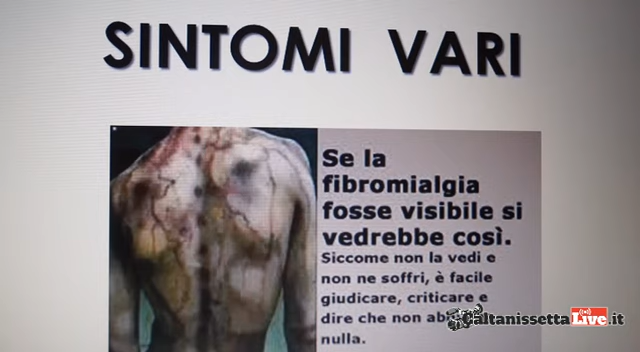 SINTOMI VARI
Se la
fibromialgia
fosse visibile si
vedrebbe così.
Siccome non la vedi e
non ne soffri, è facile
giudicare, criticare e
dire che non
nulla.
CaltanissettaLive.it